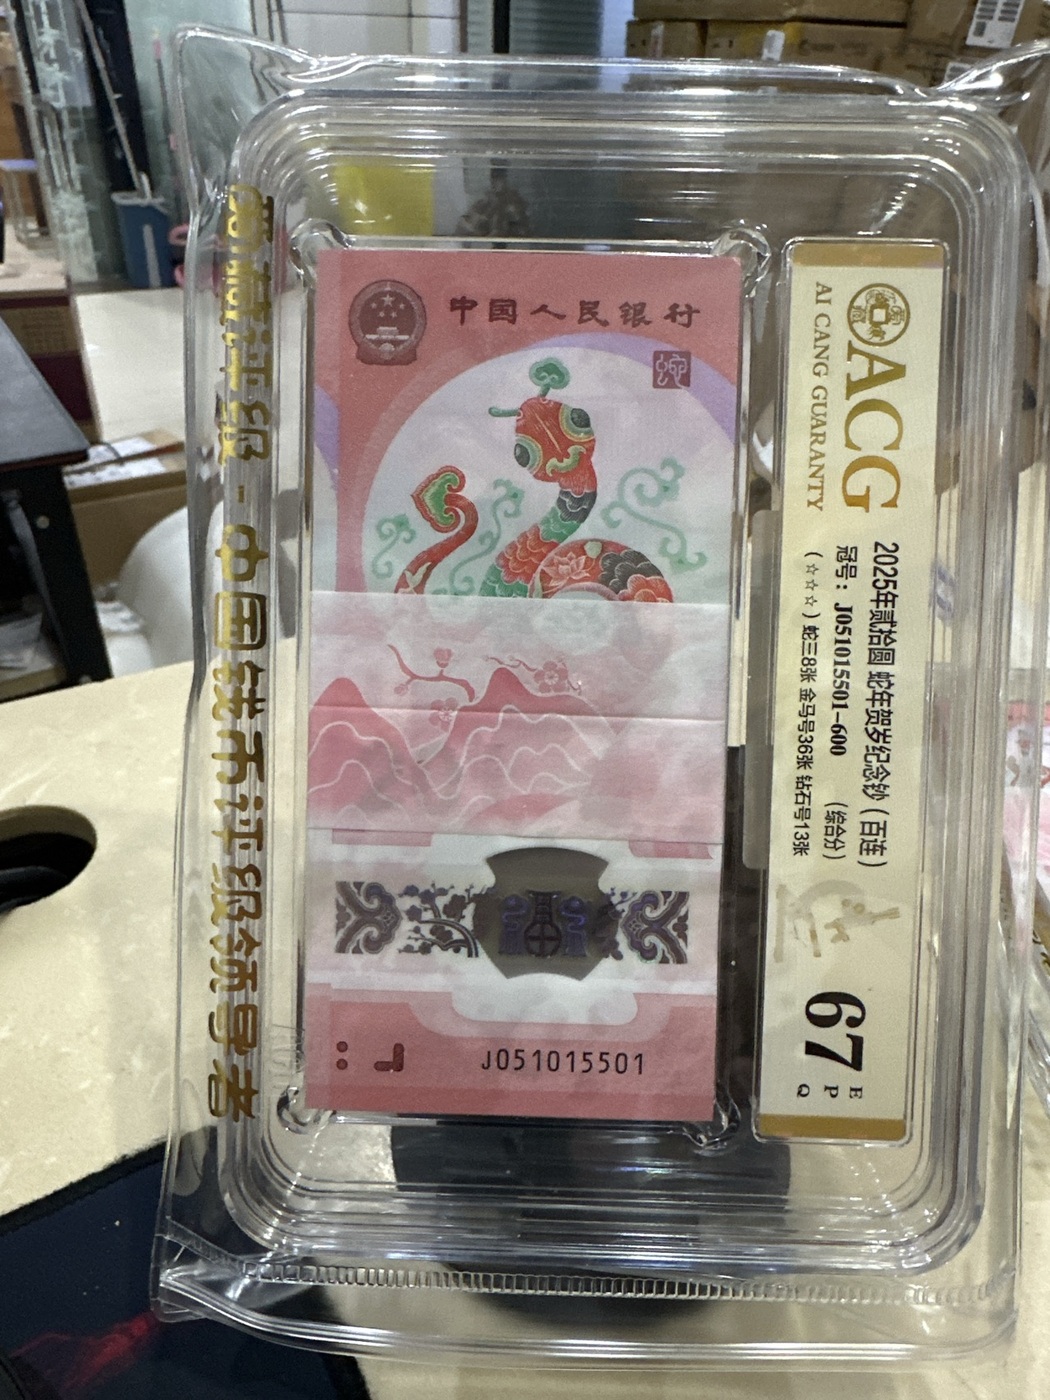 爱藏评级-中国钱币评级领导者
中国人民银行
蛇
J051015501
ACG
AI CANG GUARANTY
2025年贰拾圆 蛇年贺岁纪念钞（百连）
冠号：J051015501-600 （综合分）
（☆☆☆）蛇三8张 金马号36张 钻石号13张
67
E
P
Q